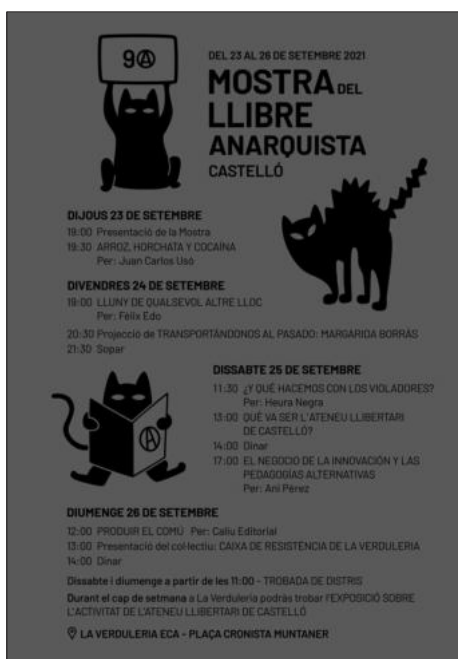 9Ⓐ
DEL 23 AL 26 DE SETEMBRE 2021
MOSTRA DEL
LLIBRE
ANARQUISTA
CASTELLÓ
DIJOUS 23 DE SETEMBRE
19:00 Presentació de la Mostra
19:30 ARROZ, HORCHATA Y COCAÍNA
Per: Juan Carlos Usó
DIVENDRES 24 DE SETEMBRE
19:00 LLUNY DE QUALSEVOL ALTRE LLOC
Per: Fèlix Edo
20:30 Projecció de TRANSPORTÁNDONOS AL PASADO: MARGARIDA BORRÀS
21:30 Sopar
DISSABTE 25 DE SETEMBRE
11:30 ¿Y QUÉ HACEMOS CON LOS VIOLADORES?
Per: Heura Negra
13:00 QUÈ VA SER L'ATENEU LLIBERTARI
DE CASTELLÓ?
14:00 Dinar
17:00 EL NEGOCIO DE LA INNOVACIÓN Y LAS
PEDAGOGÍAS ALTERNATIVAS
Per: Ani Pérez
Ⓐ
DIUMENGE 26 DE SETEMBRE
12:00 PRODUIR EL COMÚ Per: Caliu Editorial
13:00 Presentació del col·lectiu: CAIXA DE RESISTÈNCIA DE LA VERDULERIA
14:00 Dinar
Dissabte i diumenge a partir de les 11:00 - TROBADA DE DISTRIS
Durant el cap de setmana a La Verduleria podràs trobar l'EXPOSICIÓ SOBRE
L'ACTIVITAT DE L'ATENEU LLIBERTARI DE CASTELLÓ
LA VERDULERIA ECA - PLAÇA CRONISTA MUNTANER